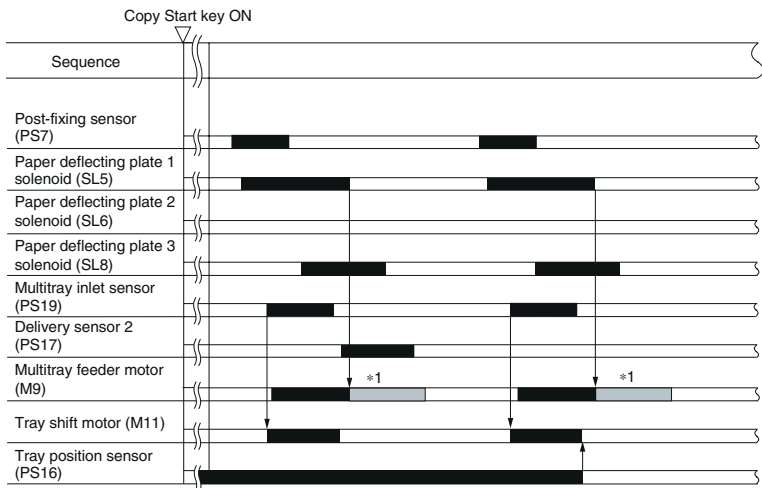 Copy Start key ON
Sequence
Post-fixing sensor
(PS7)
Paper deflecting plate 1
solenoid (SL5)
Paper deflecting plate 2
solenoid (SL6)
Paper deflecting plate 3
solenoid (SL8)
Multitray inlet sensor
(PS19)
Delivery sensor 2
(PS17)
Multitray feeder motor
(M9)
*1
*1
Tray shift motor (M11)
Tray position sensor
(PS16)